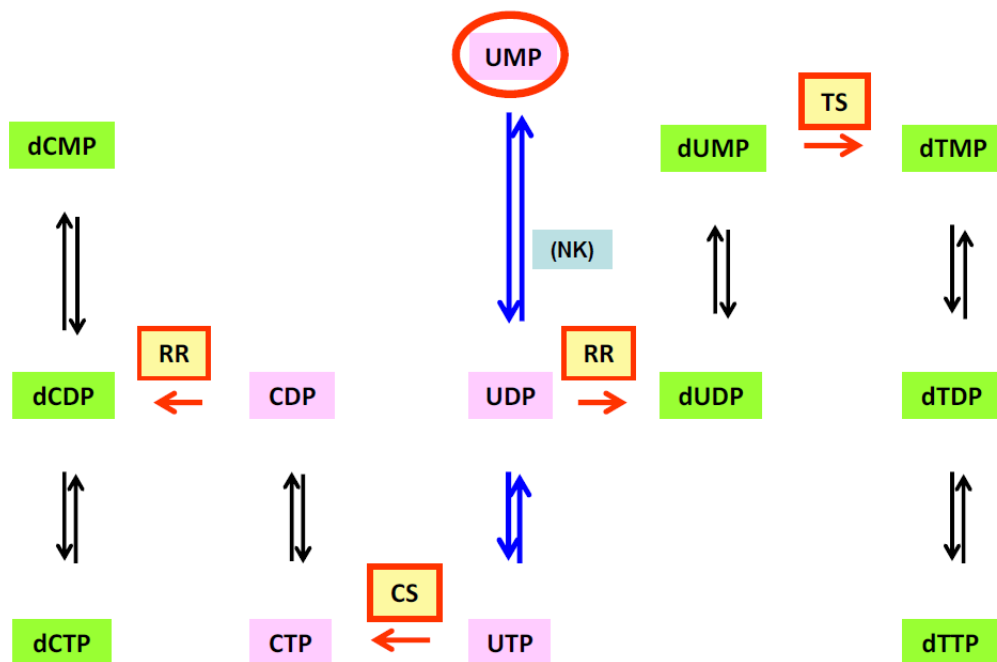 UMP
TS
dCMP
dUMP
dTMP
(NK)
RR
RR
dCDP
CDP
UDP
dUDP
dTDP
CS
dCTP
CTP
UTP
dTTP